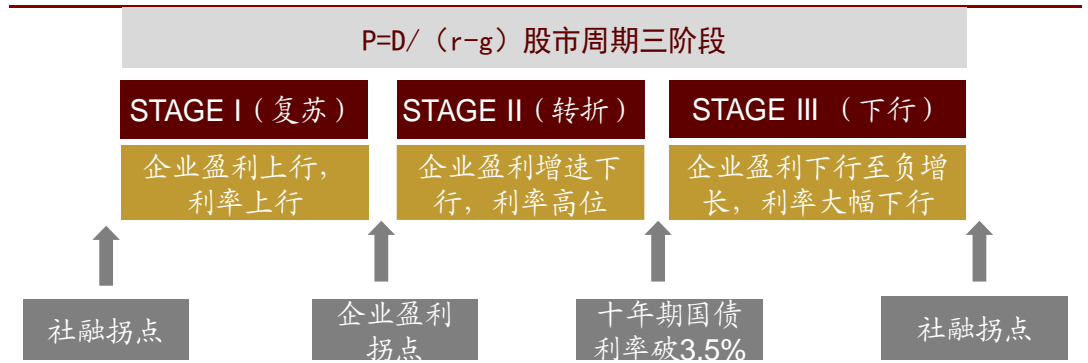 P=D/（r-g）股市周期三阶段
STAGE I（复苏）
STAGE II（转折）
STAGE III （下行）
企业盈利上行，
利率上行
企业盈利增速下
行，利率高位
企业盈利下行至负增
长，利率大幅下行
社融拐点
企业盈利
拐点
十年期国债
利率破3.5%
社融拐点